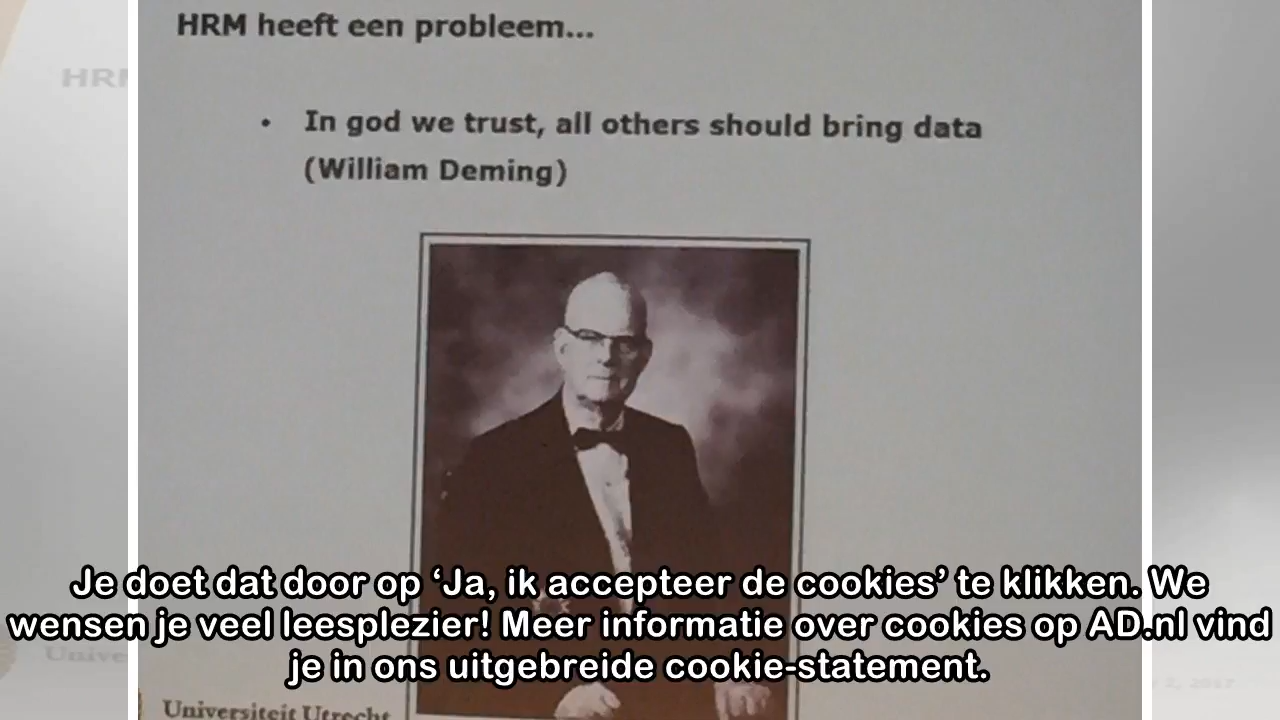 HRM heeft een probleem...
• In god we trust, all others should bring data
(William Deming)
Je doet dat door op ‘Ja, ik accepteer de cookies’ te klikken. We
wensen je veel leesplezier! Meer informatie over cookies op AD.nl vind
je in ons uitgebreide cookie-statement.
Universiteit Utrecht